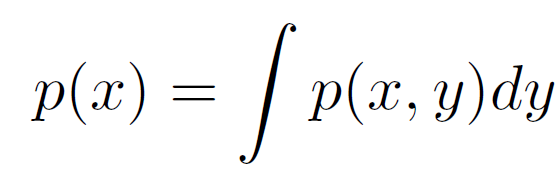 p(x) = ∫ p(x, y)dy